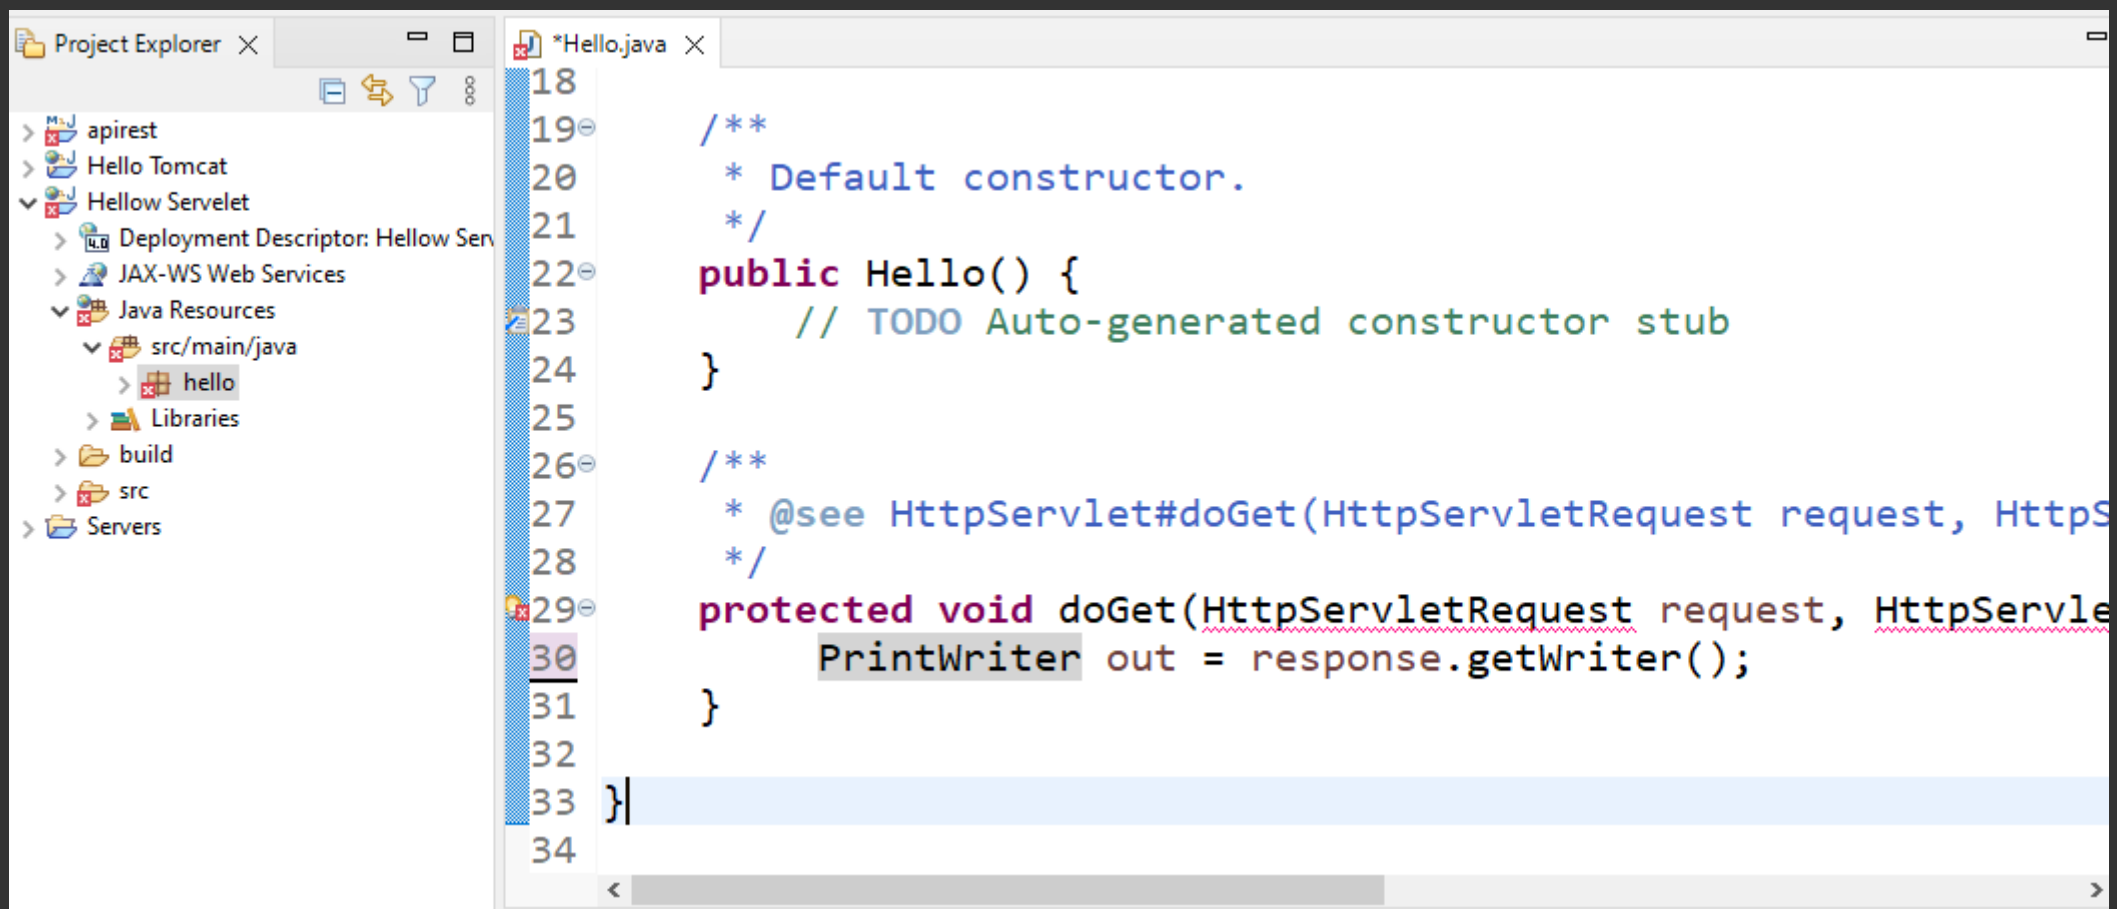 Project Explorer
apirest
Hello Tomcat
Hellow Servelet
4.0 Deployment Descriptor: Hellow Serv
JAX-WS Web Services
Java Resources
src/main/java
hello
Libraries
build
src
Servers
*Hello.java
18
19 /**
20 * Default constructor.
21 */
22 public Hello() {
23 // TODO Auto-generated constructor stub
24 }
25
26 /**
27 * @see HttpServlet#doGet(HttpServletRequest request, HttpS
28 */
29 protected void doGet(HttpServletRequest request, HttpServle
30 PrintWriter out = response.getWriter();
31 }
32
33 }
34